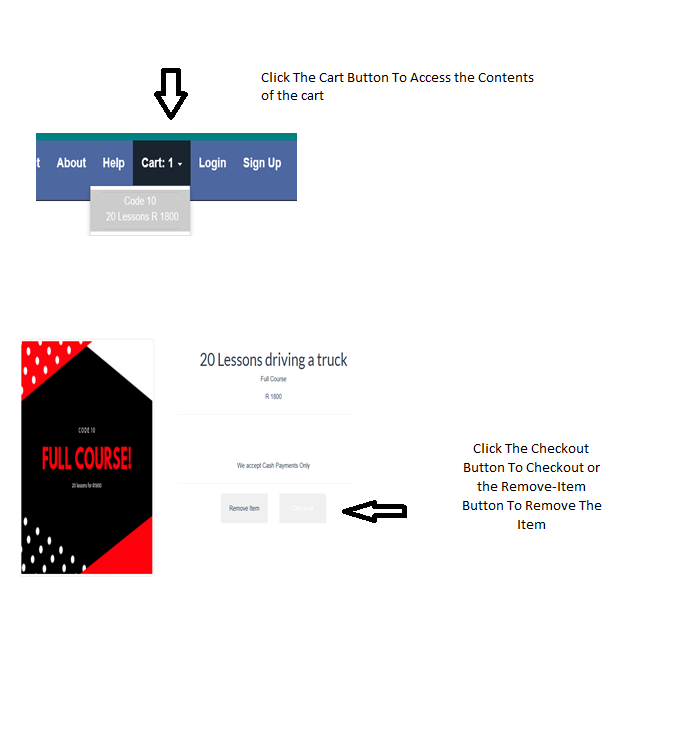 Click The Cart Button To Access the Contents
of the cart
t About Help Cart: 1 Login Sign Up
Code 10
20 Lessons R 1800
20 Lessons driving a truck
Full Course
R 1800
CODE 10
FULL COURSE!
20 lessons for R1800
We accept Cash Payments Only
Remove Item Checkout
Click The Checkout
Button To Checkout or
the Remove-Item
Button To Remove The
Item